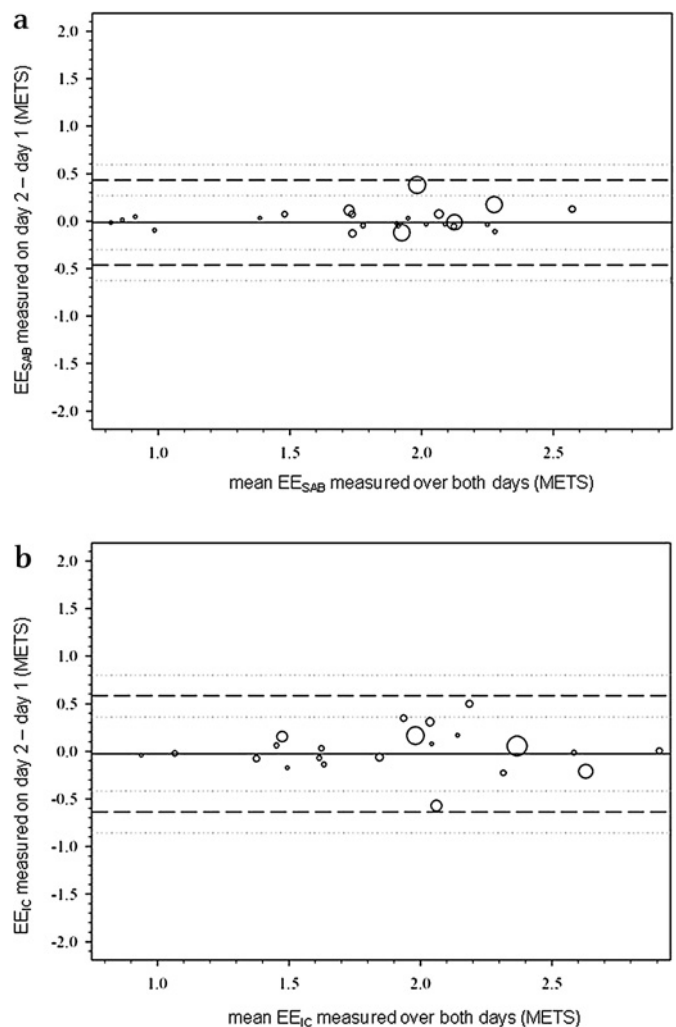 a
EE_SAB measured on day 2 – day 1 (METS)
2.0
1.5
1.0
0.5
0.0
-0.5
-1.0
-1.5
-2.0
1.0 1.5 2.0 2.5
mean EE_SAB measured over both days (METS)
b
EE_IC measured on day 2 – day 1 (METS)
2.0
1.5
1.0
0.5
0.0
-0.5
-1.0
-1.5
-2.0
1.0 1.5 2.0 2.5
mean EE_IC measured over both days (METS)